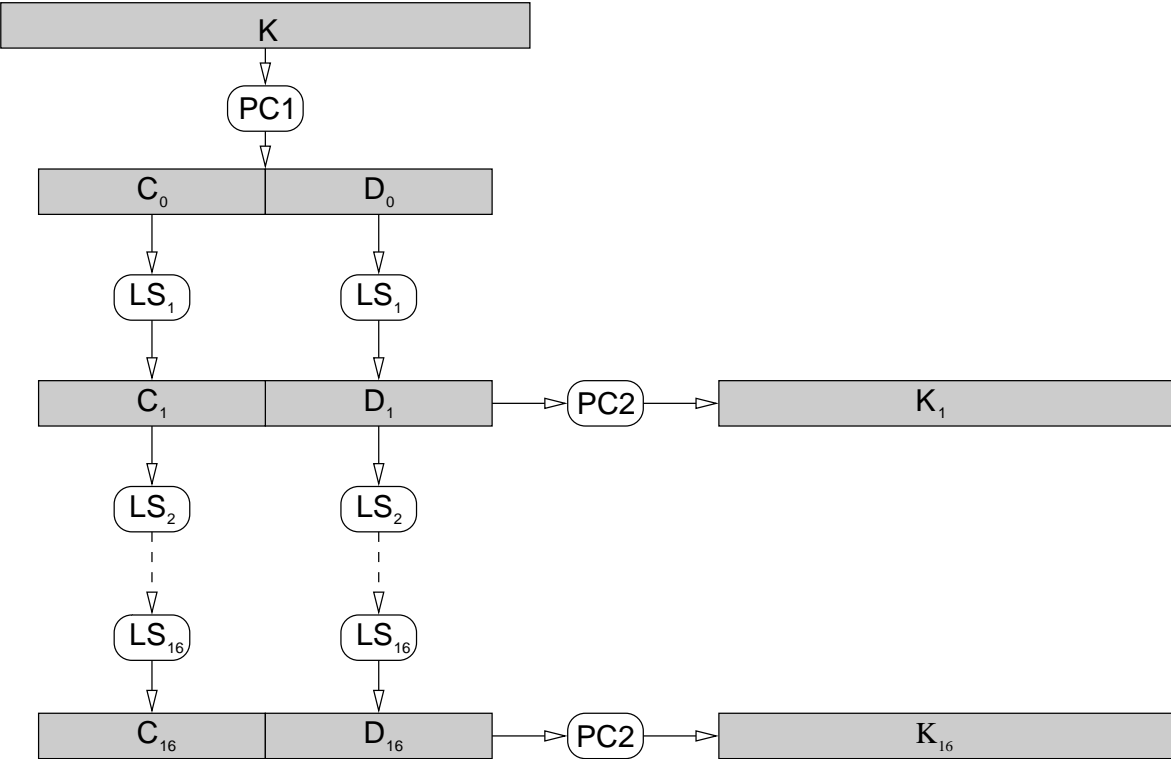 K
PC1
C₀ D₀
LS₁ LS₁
C₁ D₁ PC2 K₁
LS₂ LS₂
LS₁₆ LS₁₆
C₁₆ D₁₆ PC2 K₁₆